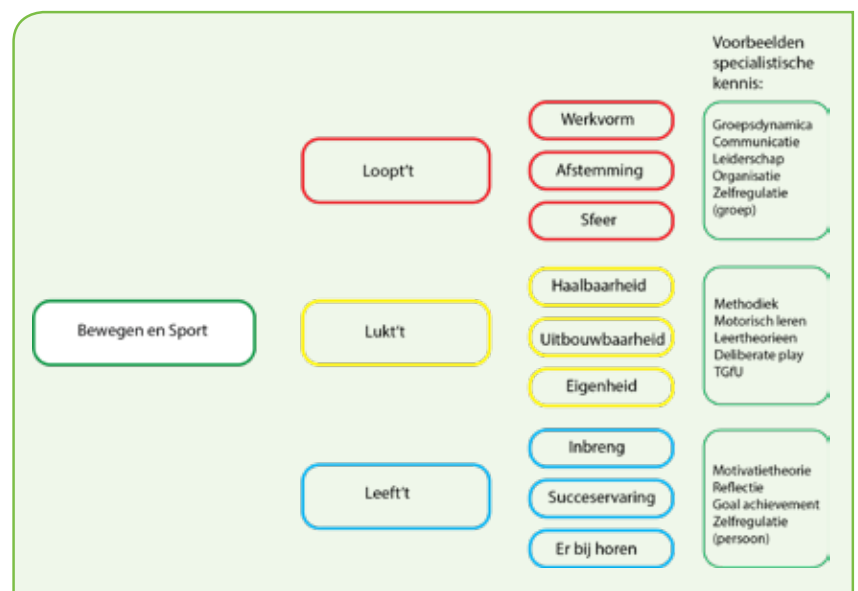 Voorbeelden
specialistische
kennis:
Bewegen en Sport
Loopt't
Werkvorm
Afstemming
Sfeer
Groepsdynamica
Communicatie
Leiderschap
Organisatie
Zelfregulatie
(groep)
Lukt't
Haalbaarheid
Uitbouwbaarheid
Eigenheid
Methodiek
Motorisch leren
Leertheorieen
Deliberate play
TGfU
Leeft't
Inbreng
Succeservaring
Er bij horen
Motivatietheorie
Reflectie
Goal achievement
Zelfregulatie
(persoon)